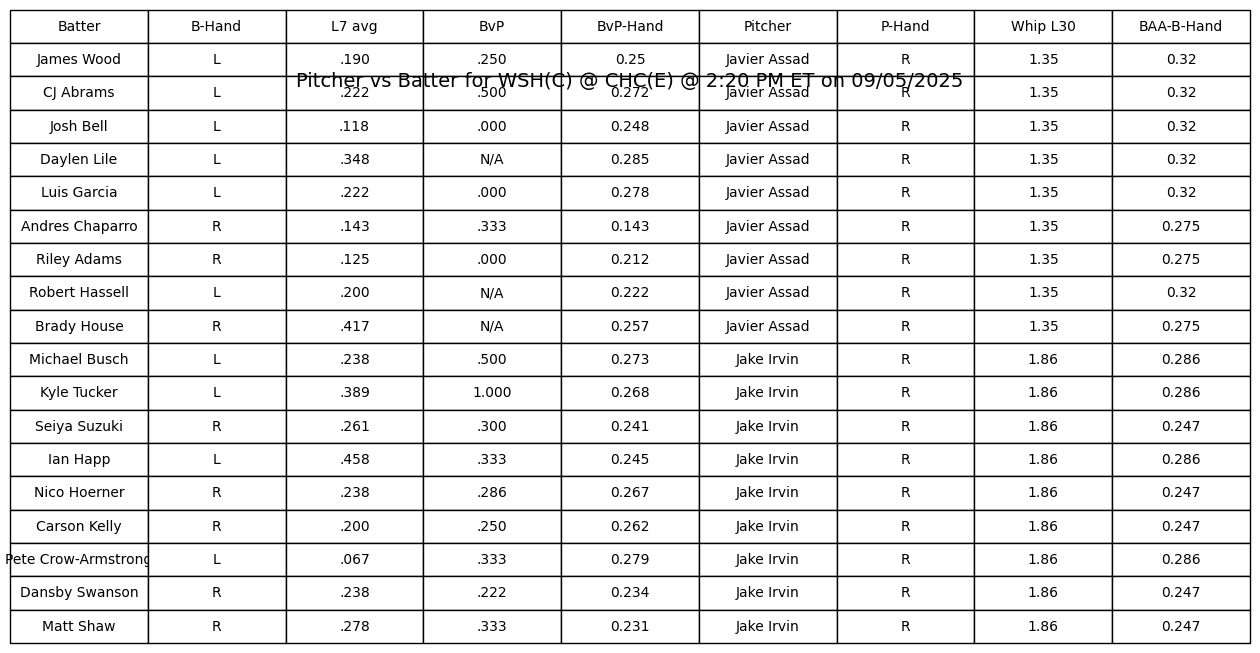 Batter B-Hand L7 avg BvP BvP-Hand Pitcher P-Hand Whip L30 BAA-B-Hand
James Wood L .190 .250 0.25 Javier Assad R 1.35 0.32
Pitcher vs Batter for WSH(C) @ CHC(E) @ 2:20 PM ET on 09/05/2025
CJ Abrams L .222 .500 0.272 Javier Assad R 1.35 0.32
Josh Bell L .118 .000 0.248 Javier Assad R 1.35 0.32
Daylen Lile L .348 N/A 0.285 Javier Assad R 1.35 0.32
Luis Garcia L .222 .000 0.278 Javier Assad R 1.35 0.32
Andres Chaparro R .143 .333 0.143 Javier Assad R 1.35 0.275
Riley Adams R .125 .000 0.212 Javier Assad R 1.35 0.275
Robert Hassell L .200 N/A 0.222 Javier Assad R 1.35 0.32
Brady House R .417 N/A 0.257 Javier Assad R 1.35 0.275
Michael Busch L .238 .500 0.273 Jake Irvin R 1.86 0.286
Kyle Tucker L .389 1.000 0.268 Jake Irvin R 1.86 0.286
Seiya Suzuki R .261 .300 0.241 Jake Irvin R 1.86 0.247
Ian Happ L .458 .333 0.245 Jake Irvin R 1.86 0.286
Nico Hoerner R .238 .286 0.267 Jake Irvin R 1.86 0.247
Carson Kelly R .200 .250 0.262 Jake Irvin R 1.86 0.247
Pete Crow-Armstrong L .067 .333 0.279 Jake Irvin R 1.86 0.286
Dansby Swanson R .238 .222 0.234 Jake Irvin R 1.86 0.247
Matt Shaw R .278 .333 0.231 Jake Irvin R 1.86 0.247